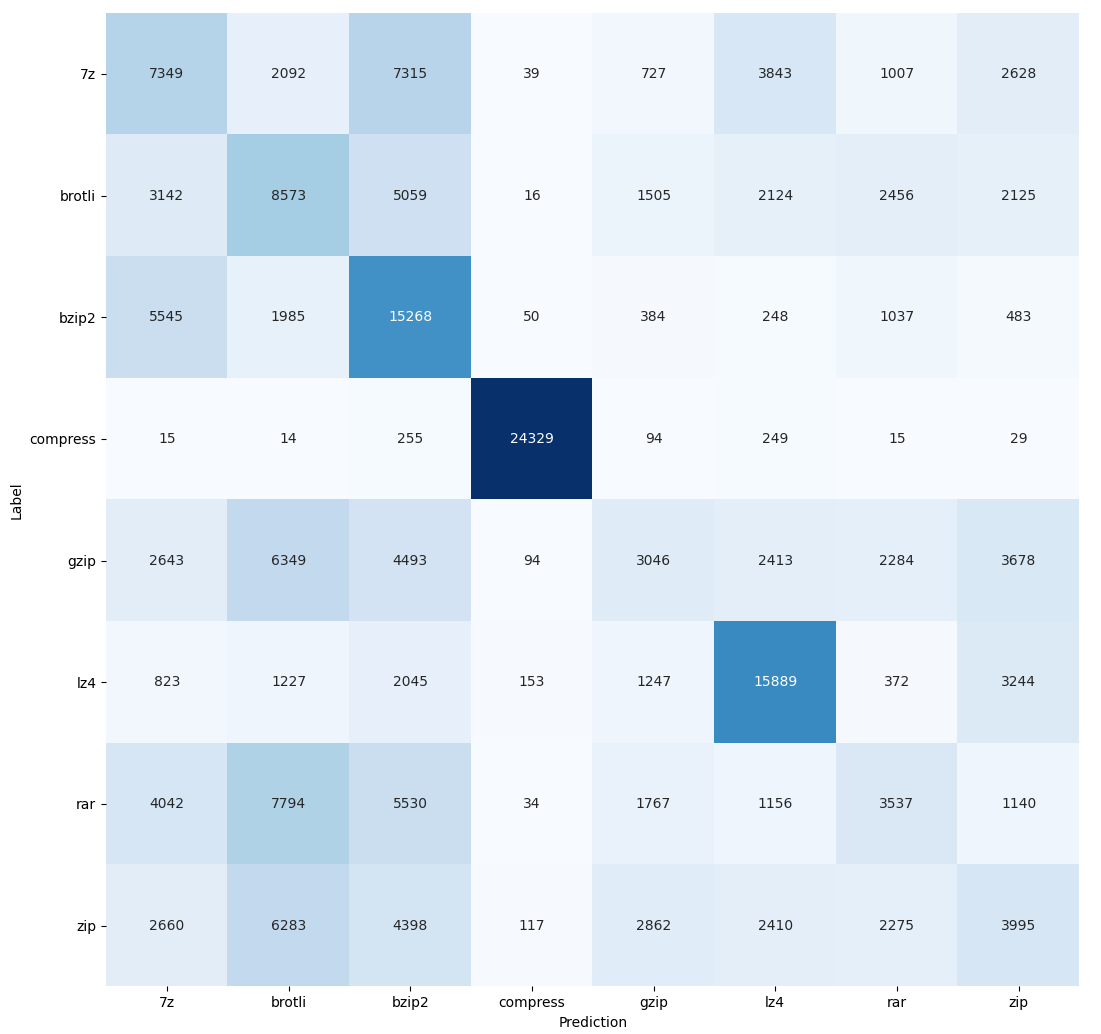 7z 7349 2092 7315 39 727 3843 1007 2628
brotli 3142 8573 5059 16 1505 2124 2456 2125
bzip2 5545 1985 15268 50 384 248 1037 483
compress 15 14 255 24329 94 249 15 29
Label
gzip 2643 6349 4493 94 3046 2413 2284 3678
lz4 823 1227 2045 153 1247 15889 372 3244
rar 4042 7794 5530 34 1767 1156 3537 1140
zip 2660 6283 4398 117 2862 2410 2275 3995
7z brotli bzip2 compress gzip lz4 rar zip
Prediction